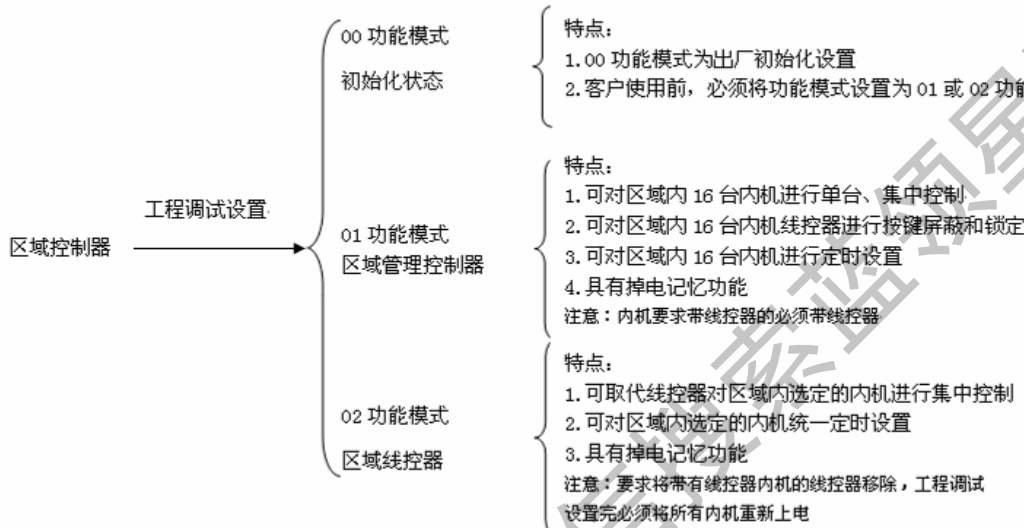 00 功能模式
初始化状态
特点：
1.00 功能模式为出厂初始化设置
2.客户使用前，必须将功能模式设置为 01 或 02 功能
区域控制器
工程调试设置
01 功能模式
区域管理控制器
特点：
1.可对区域内 16 台内机进行单台、集中控制
2.可对区域内 16 台内机线控器进行按键屏蔽和锁定
3.可对区域内 16 台内机进行定时设置
4.具有掉电记忆功能
注意：内机要求带线控器的必须带线控器
02 功能模式
区域线控器
特点：
1.可取代线控器对区域内选定的内机进行集中控制
2.可对区域内选定的内机统一定时设置
3.具有掉电记忆功能
注意：要求将带有线控器内机的线控器移除，工程调试
设置完必须将所有内机重新上电
信搜索蓝领星